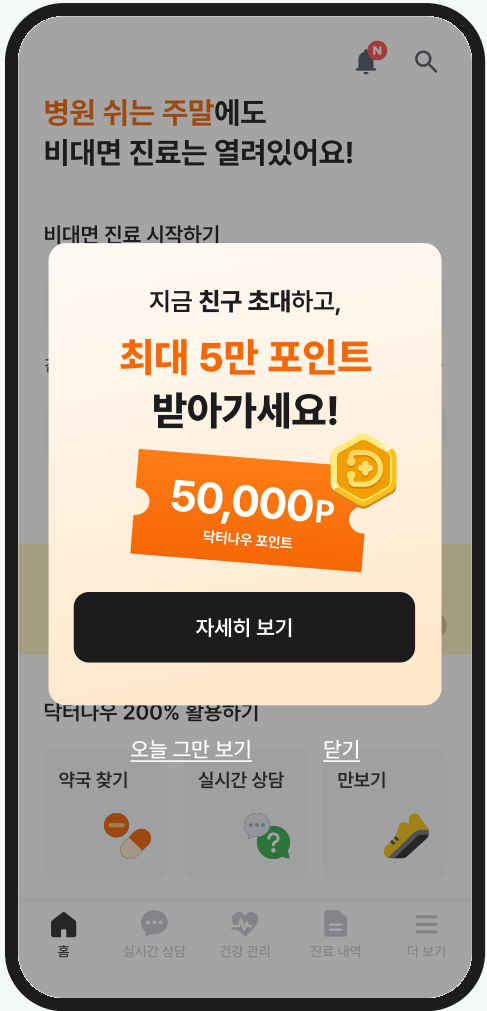 N
병원 쉬는 주말에도
비대면 진료는 열려있어요!
비대면 진료 시작하기
지금 친구 초대하고,
최대 5만 포인트
받아가세요!
50,000P
닥터나우 포인트
자세히 보기
닥터나우 200% 활용하기
오늘 그만 보기 닫기
약국 찾기 실시간 상담 만보기
홈 실시간 상담 건강 관리 진료 내역 더 보기